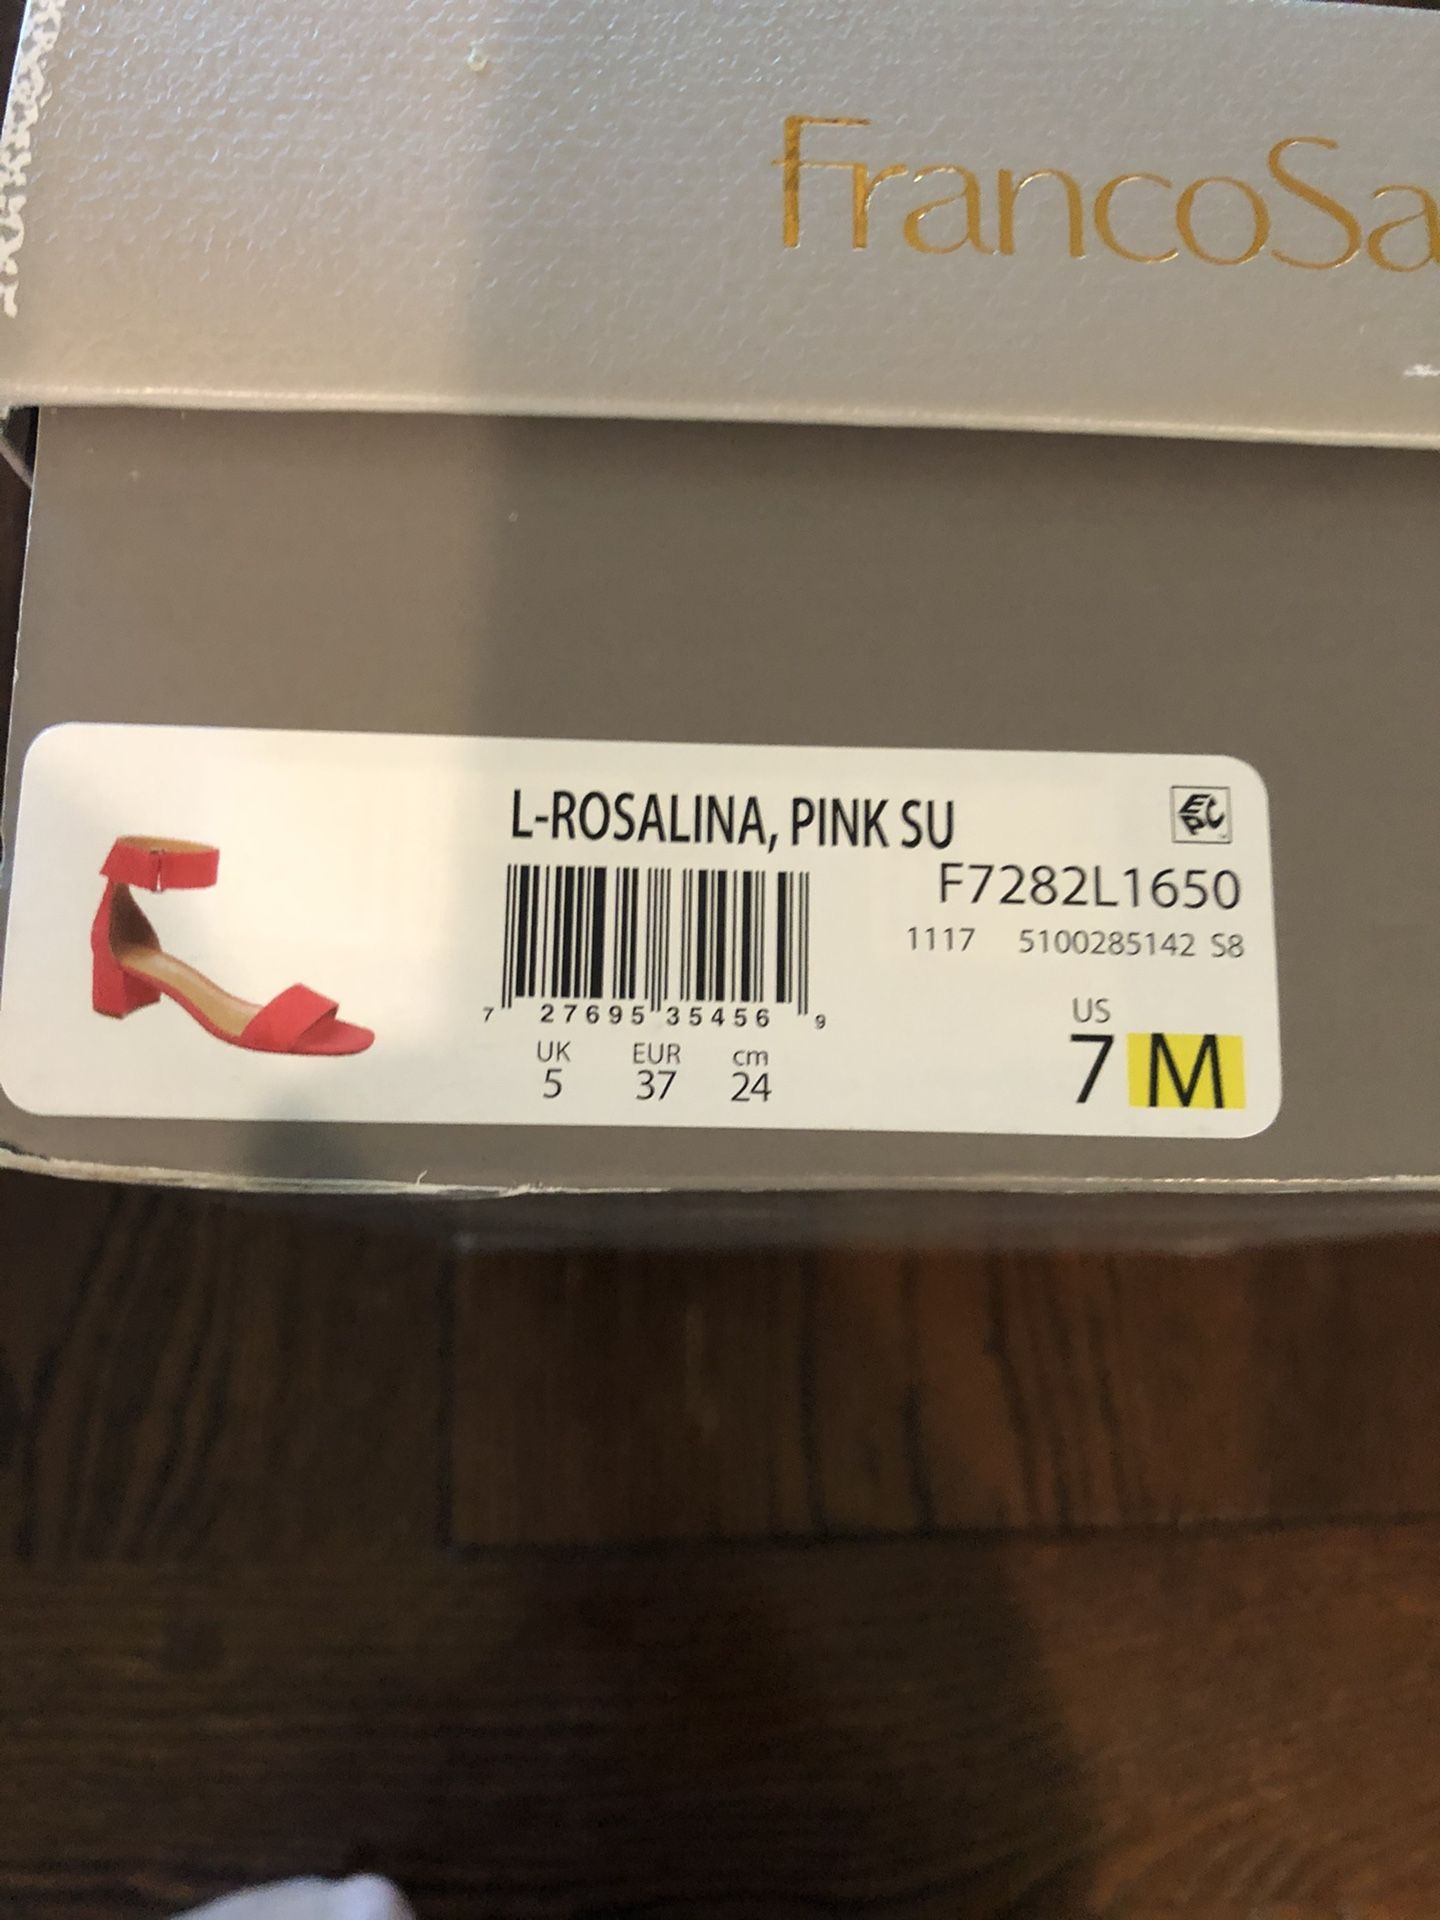 FrancoSa
L-ROSALINA, PINK SU
EPC
F7282L1650
1117 5100285142 S8
7 27695 35456 9
UK EUR cm
5 37 24
US
7 M